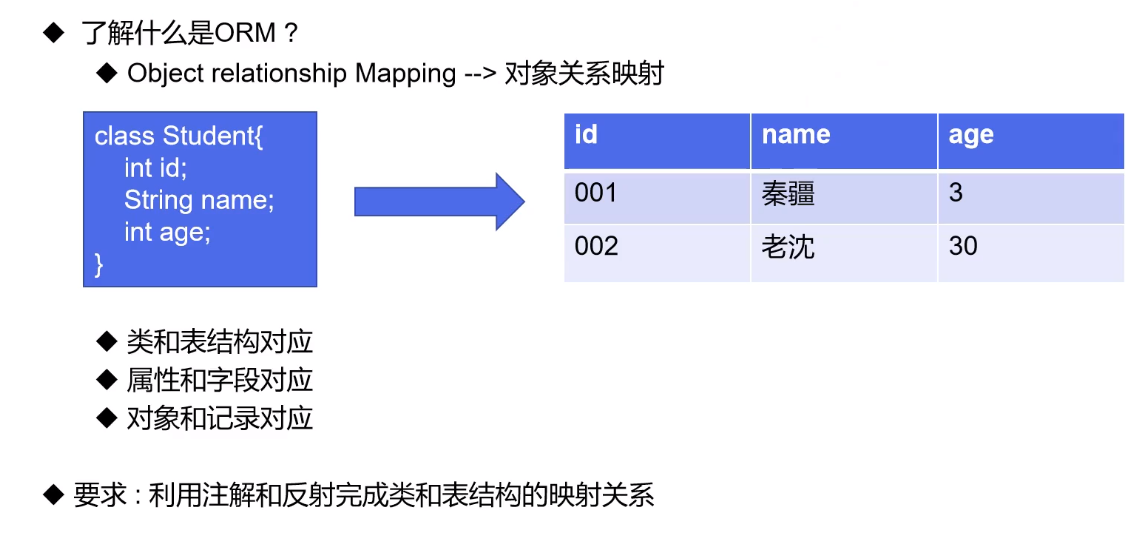 ◆ 了解什么是ORM ?
◆ Object relationship Mapping --> 对象关系映射
class Student{
int id;
String name;
int age;
}
id name age
001 秦疆 3
002 老沈 30
◆ 类和表结构对应
◆ 属性和字段对应
◆ 对象和记录对应
◆ 要求 : 利用注解和反射完成类和表结构的映射关系